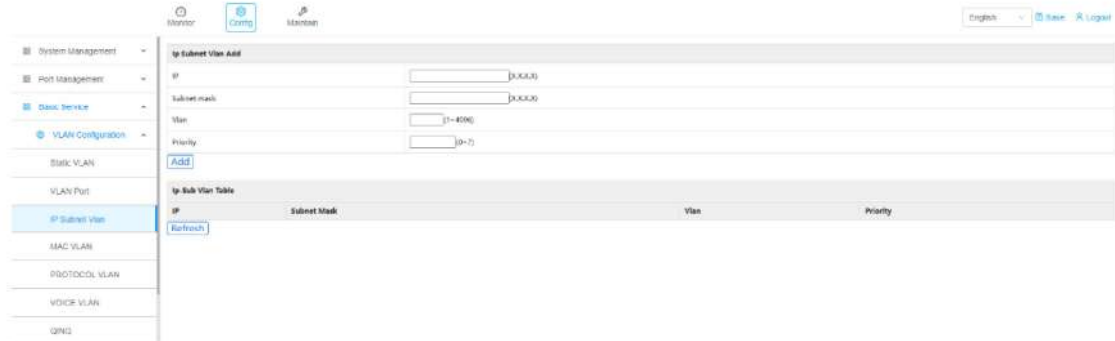 Monitor Config Maintain English Save Logout
System Management
Port Management
Basic Service
VLAN Configuration
Static VLAN
VLAN Port
IP Subnet Vlan
MAC VLAN
PROTOCOL VLAN
VOICE VLAN
QINQ
Ip Subnet Vlan Add
IP (X.X.X.X)
Subnet mask (X.X.X.X)
Vlan (1~4096)
Priority (0~7)
Add
Ip Sub Vlan Table
IP Subnet Mask Vlan Priority
Refresh